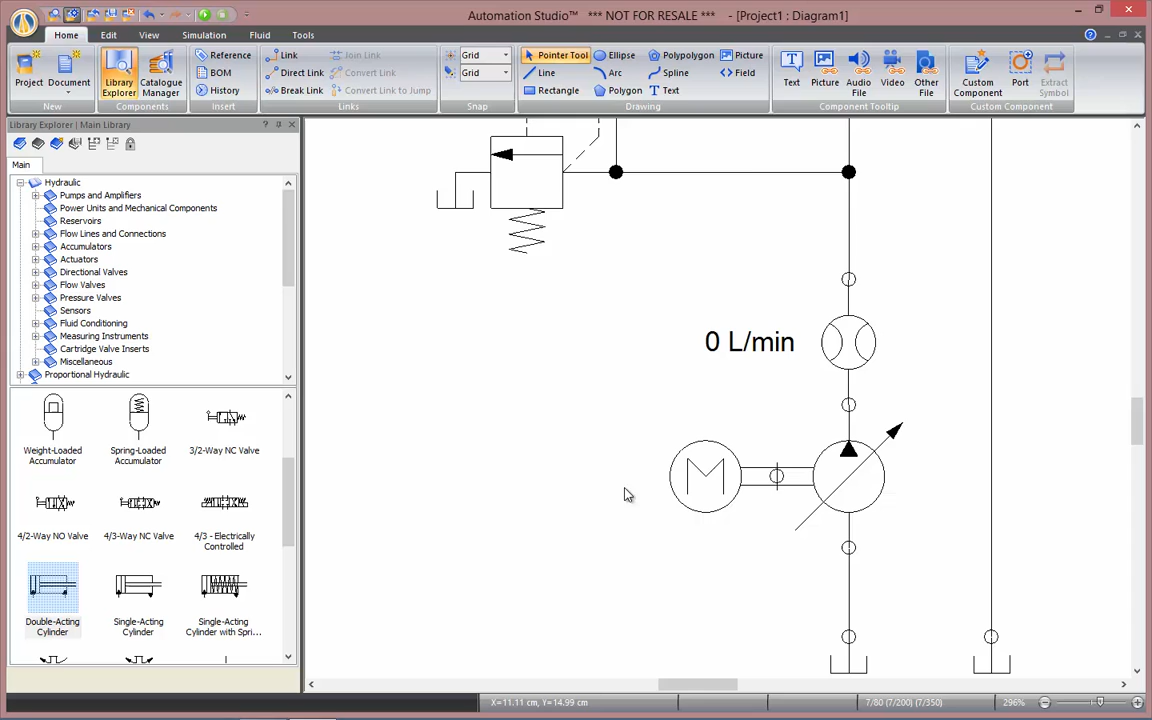 Automation Studio™ *** NOT FOR RESALE *** - [Project1 : Diagram1]
Home Edit View Simulation Fluid Tools
Project Document
New
Library Explorer Catalogue Manager
Components
Reference
BOM
History
Insert
Link Join Link
Direct Link Convert Link
Break Link Convert Link to Jump
Links
Grid
Grid
Snap
Pointer Tool Ellipse Polypolygon Picture
Line Arc Spline Field
Rectangle Polygon Text
Drawing
Text Picture Audio File Video Other File
Component Tooltip
Custom Component Port Extract Symbol
Custom Component
Library Explorer | Main Library
Main
Hydraulic
Pumps and Amplifiers
Power Units and Mechanical Components
Reservoirs
Flow Lines and Connections
Accumulators
Actuators
Directional Valves
Flow Valves
Pressure Valves
Sensors
Fluid Conditioning
Measuring Instruments
Cartridge Valve Inserts
Miscellaneous
Proportional Hydraulic
Weight-Loaded Accumulator
Spring-Loaded Accumulator
3/2-Way NC Valve
4/2-Way NO Valve
4/3-Way NC Valve
4/3 - Electrically Controlled
Double-Acting Cylinder
Single-Acting Cylinder
Single-Acting Cylinder with Spri...
0 L/min
M
X=11.11 cm, Y=14.99 cm
7/80 (7/200) (7/350)
296%